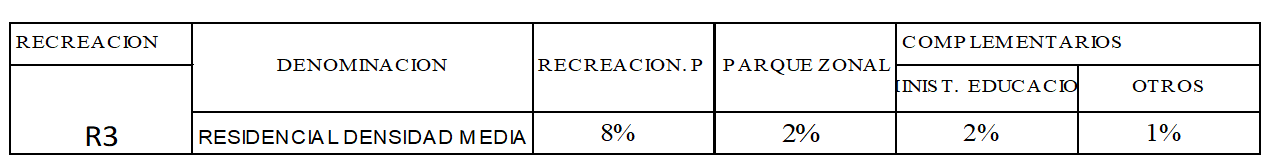 RECREACION
DENOMINACION
RECREACION. P
PARQUE ZONAL
COMPLEMENTARIOS
INIST. EDUCACIO
OTROS
R3
RESIDENCIAL DENSIDAD MEDIA
8%
2%
2%
1%